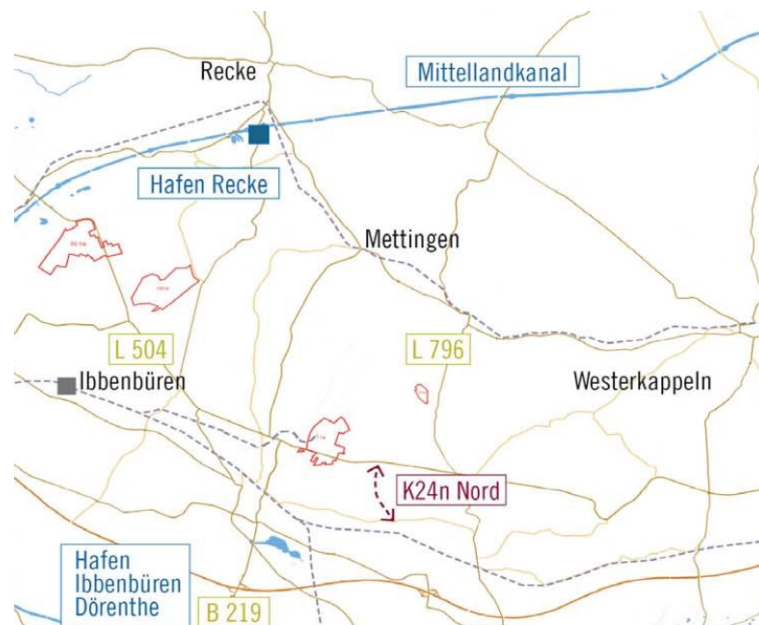 Recke
Mittellandkanal
Hafen Recke
Mettingen
L 504
L 796
Ibbenbüren
Westerkappeln
K24n Nord
Hafen
Ibbenbüren
Dörenthe
B 219